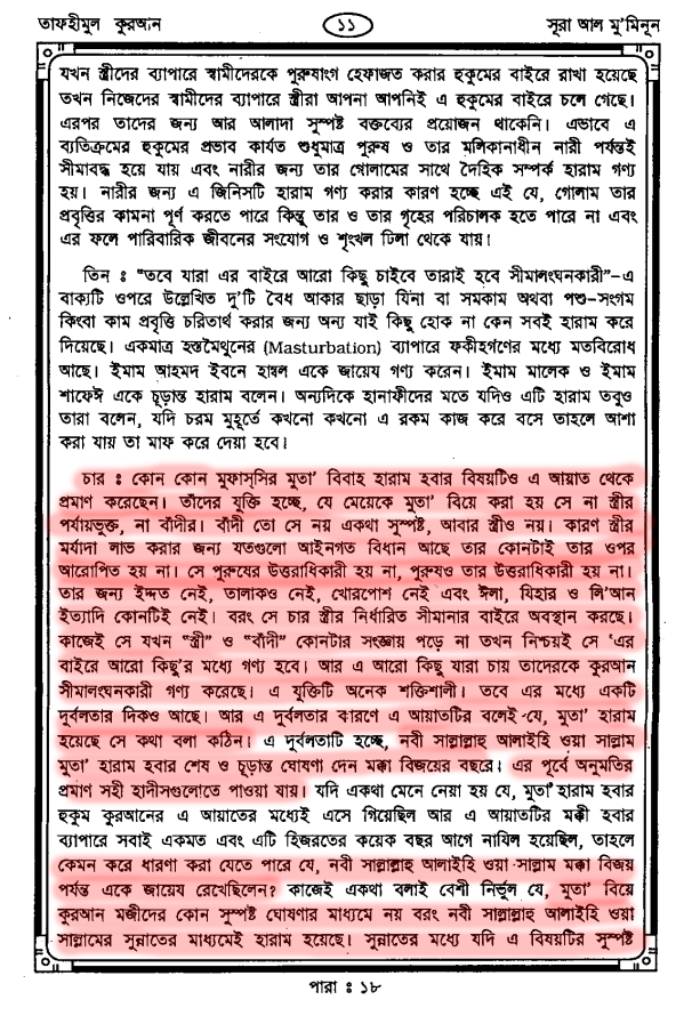 তাফহীমুল কুরআন
১১
সূরা আল মু'মিনূন
যখন স্ত্রীদের ব্যাপারে স্বামীদেরকে পুরুষাংগ হেফাজত করার হুকুমের বাইরে রাখা হয়েছে
তখন নিজেদের স্বামীদের ব্যাপারে স্ত্রীরা আপনা আপনিই এ হুকুমের বাইরে চলে গেছে।
এরপর তাদের জন্য আর আলাদা সুস্পষ্ট বক্তব্যের প্রয়োজন থাকেনি। এভাবে এ
ব্যতিক্রমের হুকুমের প্রভাব কার্যত শুধুমাত্র পুরুষ ও তার মলিকানাধীন নারী পর্যন্তই
সীমাবদ্ধ হয়ে যায় এবং নারীর জন্য তার গোলামের সাথে দৈহিক সম্পর্ক হারাম গণ্য
হয়। নারীর জন্য এ জিনিসটি হারাম গণ্য করার কারণ হচ্ছে এই যে, গোলাম তার
প্রবৃত্তির কামনা পূর্ণ করতে পারে কিন্তু তার ও তার গৃহের পরিচালক হতে পারে না এবং
এর ফলে পারিবারিক জীবনের সংযোগ ও শৃংখল ঢিলা থেকে যায়।
তিন : "তবে যারা এর বাইরে আরো কিছু চাইবে তারাই হবে সীমালংঘনকারী"-এ
বাক্যটি ওপরে উল্লেখিত দু'টি বৈধ আকার ছাড়া যিনা বা সমকাম অথবা পশু-সংগম
কিংবা কাম প্রবৃত্তি চরিতার্থ করার জন্য অন্য যাই কিছু হোক না কেন সবই হারাম করে
দিয়েছে। একমাত্র হস্তমৈথুনের (Masturbation) ব্যাপারে ফকীহগণের মধ্যে মতবিরোধ
আছে। ইমাম আহমদ ইবনে হাম্বল একে জায়েয গণ্য করেন। ইমাম মালেক ও ইমাম
শাফেঈ একে চূড়ান্ত হারাম বলেন। অন্যদিকে হানাফীদের মতে যদিও এটি হারাম তবুও
তারা বলেন, যদি চরম মুহূর্তে কখনো কখনো এ রকম কাজ করে বসে তাহলে আশা
করা যায় তা মাফ করে দেয়া হবে।
চার : কোন কোন মুফাস্সির মুতা' বিবাহ হারাম হবার বিষয়টিও এ আয়াত থেকে
প্রমাণ করেছেন। তাঁদের যুক্তি হচ্ছে, যে মেয়েকে মুতা' বিয়ে করা হয় সে না স্ত্রীর
পর্যায়ভুক্ত, না বাঁদীর। বাঁদী তো সে নয় একথা সুস্পষ্ট, আবার স্ত্রীও নয়। কারণ স্ত্রীর
মর্যাদা লাভ করার জন্য যতগুলো আইনগত বিধান আছে তার কোনটাই তার ওপর
আরোপিত হয় না। সে পুরুষের উত্তরাধিকারী হয় না, পুরুষও তার উত্তরাধিকারী হয় না।
তার জন্য ইদ্দত নেই, তালাকও নেই, খোরপোশ নেই এবং ঈলা, যিহার ও লি'আন
ইত্যাদি কোনটিই নেই। বরং সে চার স্ত্রীর নির্ধারিত সীমানার বাইরে অবস্থান করছে।
কাজেই সে যখন "স্ত্রী" ও "বাঁদী" কোনটার সংজ্ঞায় পড়ে না তখন নিশ্চয়ই সে 'এর
বাইরে আরো কিছু'র মধ্যে গণ্য হবে। আর এ আরো কিছু যারা চায় তাদেরকে কুরআন
সীমালংঘনকারী গণ্য করেছে। এ যুক্তিটি অনেক শক্তিশালী। তবে এর মধ্যে একটি
দুর্বলতার দিকও আছে। আর এ দুর্বলতার কারণে এ আয়াতটির বলেই যে, মুতা' হারাম
হয়েছে সে কথা বলা কঠিন। এ দুর্বলতাটি হচ্ছে, নবী সাল্লাল্লাহু আলাইহি ওয়া সাল্লাম
মুতা' হারাম হবার শেষ ও চূড়ান্ত ঘোষণা দেন মক্কা বিজয়ের বছরে। এর পূর্বে অনুমতির
প্রমাণ সহী হাদীসগুলোতে পাওয়া যায়। যদি একথা মেনে নেয়া হয় যে, মুতা' হারাম হবার
হুকুম কুরআনের এ আয়াতের মধ্যেই এসে গিয়েছিল আর এ আয়াতটির মক্কী হবার
ব্যাপারে সবাই একমত এবং এটি হিজরতের কয়েক বছর আগে নাযিল হয়েছিল, তাহলে
কেমন করে ধারণা করা যেতে পারে যে, নবী সাল্লাল্লাহু আলাইহি ওয়া সাল্লাম মক্কা বিজয়
পর্যন্ত একে জায়েয রেখেছিলেন? কাজেই একথা বলাই বেশী নির্ভুল যে, মুতা' বিয়ে
কুরআন মজীদের কোন সুস্পষ্ট ঘোষণার মাধ্যমে নয় বরং নবী সাল্লাল্লাহু আলাইহি ওয়া
সাল্লামের সুন্নাতের মাধ্যমেই হারাম হয়েছে। সুন্নাতের মধ্যে যদি এ বিষয়টির সুস্পষ্ট
পারা : ১৮